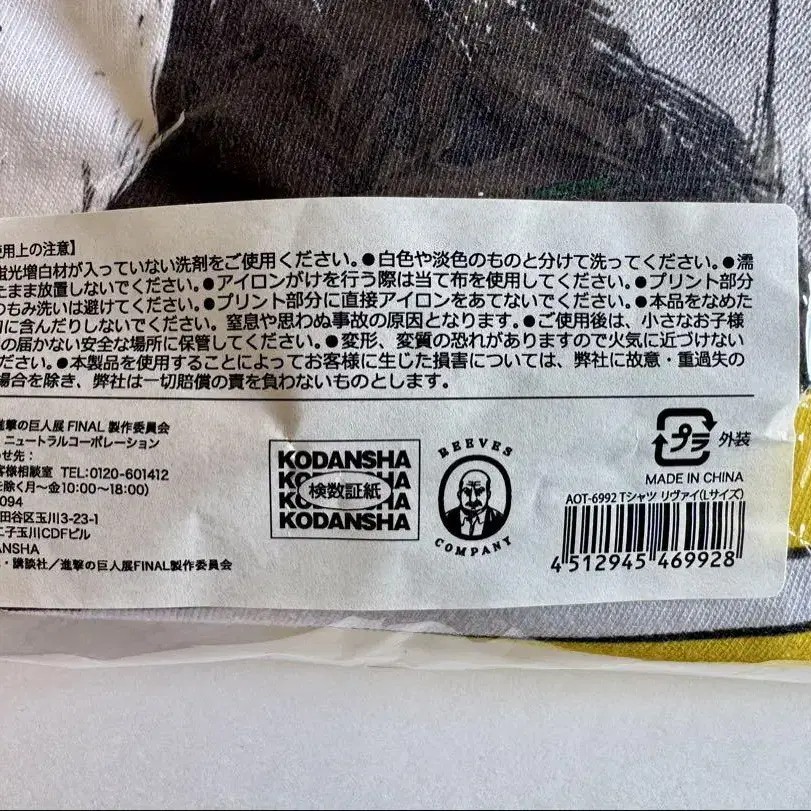 使用上の注意】
蛍光増白材が入っていない洗剤をご使用ください。●白色や淡色のものと分けて洗ってください。●濡
たまま放置しないでください。●アイロンがけを行う際は当て布を使用してください。●プリント部分
つもみ洗いは避けてください。●プリント部分に直接アイロンをあてないでください。●本品をなめた
に含んだりしないでください。窒息や思わぬ事故の原因となります。●ご使用後は、小さなお子様
の届かない安全な場所に保管してください。●変形、変質の恐れがありますので火気に近づけない
ださい。●本製品を使用することによってお客様に生じた損害については、弊社に故意・重過失の
場合を除き、弊社は一切賠償の責を負わないものとします。
進撃の巨人展 FINAL 製作委員会
ニュートラルコーポレーション
わせ先：
客様相談室 TEL:0120-601412
を除く月〜金10:00〜18:00)
0094
田谷区玉川3-23-1
二子玉川CDFビル
DANSHA
・講談社／進撃の巨人展FINAL製作委員会
KODANSHA
KODANSHA
検数証紙
KODANSHA
KODANSHA
REEVES
COMPANY
プラ
外装
MADE IN CHINA
AOT-6992 Tシャツ リヴァイ(Lサイズ)
4 512945 469928